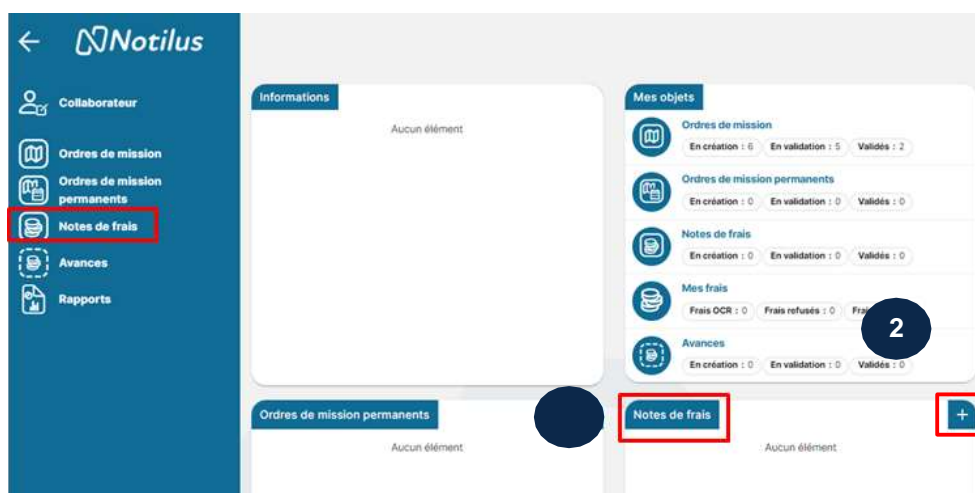 Notilus
Collaborateur
Ordres de mission
Ordres de mission
permanents
Notes de frais
Avances
Rapports
Informations
Aucun élément
Mes objets
Ordres de mission
En création : 6 En validation : 5 Validés : 2
Ordres de mission permanents
En création : 0 En validation : 0 Validés : 0
Notes de frais
En création : 0 En validation : 0 Validés : 0
Mes frais
Frais OCR : 0 Frais refusés : 0
2
Avances
En création : 0 En validation : 0 Validés : 0
Ordres de mission permanents
Aucun élément
Notes de frais
+
Aucun élément